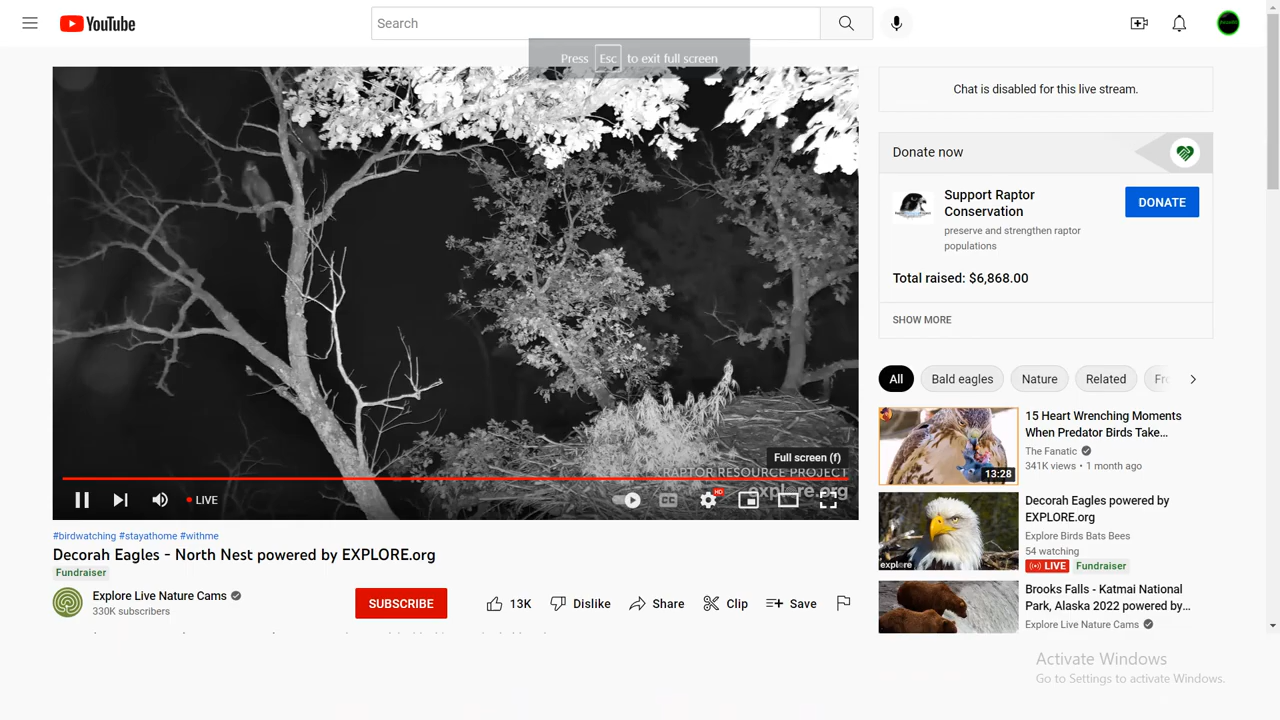 YouTube
Search
Press Esc to exit full screen
RAPTOR RESOURCE PROJECT
explore.org
Full screen (f)
LIVE
CC
HD
#birdwatching #stayathome #withme
Decorah Eagles - North Nest powered by EXPLORE.org
Fundraiser
Explore Live Nature Cams
330K subscribers
SUBSCRIBE
13K
Dislike
Share
Clip
Save
Chat is disabled for this live stream.
Donate now
Support Raptor
Conservation
preserve and strengthen raptor
populations
DONATE
Total raised: $6,868.00
SHOW MORE
All
Bald eagles
Nature
Related
13:28
15 Heart Wrenching Moments
When Predator Birds Take...
The Fanatic
341K views • 1 month ago
explore
Decorah Eagles powered by
EXPLORE.org
Explore Birds Bats Bees
54 watching
LIVE Fundraiser
Brooks Falls - Katmai National
Park, Alaska 2022 powered by...
Explore Live Nature Cams
Activate Windows
Go to Settings to activate Windows.